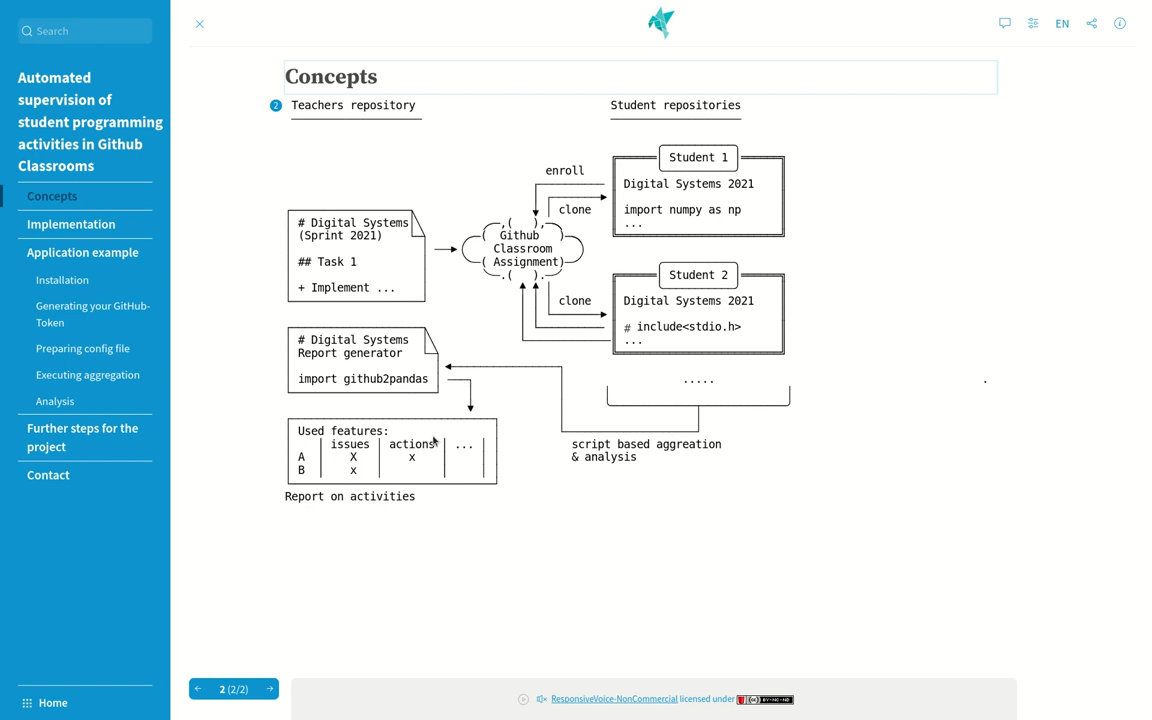 Search
EN
Automated
supervision of
student programming
activities in Github
Classrooms
Concepts
Implementation
Application example
Installation
Generating your GitHub-
Token
Preparing config file
Executing aggregation
Analysis
Further steps for the
project
Contact
Home
Concepts
2
Teachers repository
Student repositories
# Digital Systems
(Sprint 2021)
## Task 1
+ Implement ...
Github
Classroom
Assignment
enroll
clone
Student 1
Digital Systems 2021
import numpy as np
...
clone
Student 2
Digital Systems 2021
# include<stdio.h>
...
.....
.
# Digital Systems
Report generator
import github2pandas
Used features:
issues actions ...
A X x
B x
Report on activities
script based aggreation
& analysis
2 (2/2)
ResponsiveVoice-NonCommercial licensed under